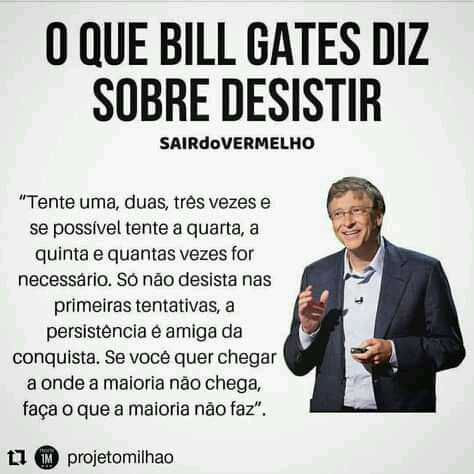 O QUE BILL GATES DIZ
SOBRE DESISTIR
SAIRdoVERMELHO
“Tente uma, duas, três vezes e
se possível tente a quarta, a
quinta e quantas vezes for
necessário. Só não desista nas
primeiras tentativas, a
persistência é amiga da
conquista. Se você quer chegar
a onde a maioria não chega,
faça o que a maioria não faz”.
1M projetomilhao